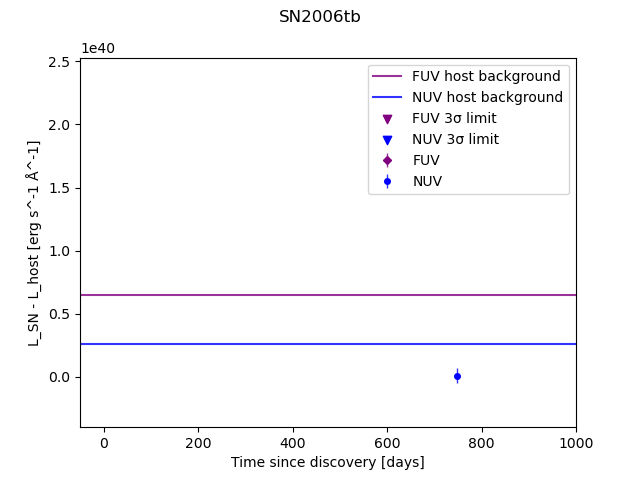 SN2006tb
1e40
2.5
2.0
1.5
1.0
0.5
0.0
L_SN - L_host [erg s^-1 Å^-1]
FUV host background
NUV host background
FUV 3σ limit
NUV 3σ limit
FUV
NUV
0 200 400 600 800 1000
Time since discovery [days]